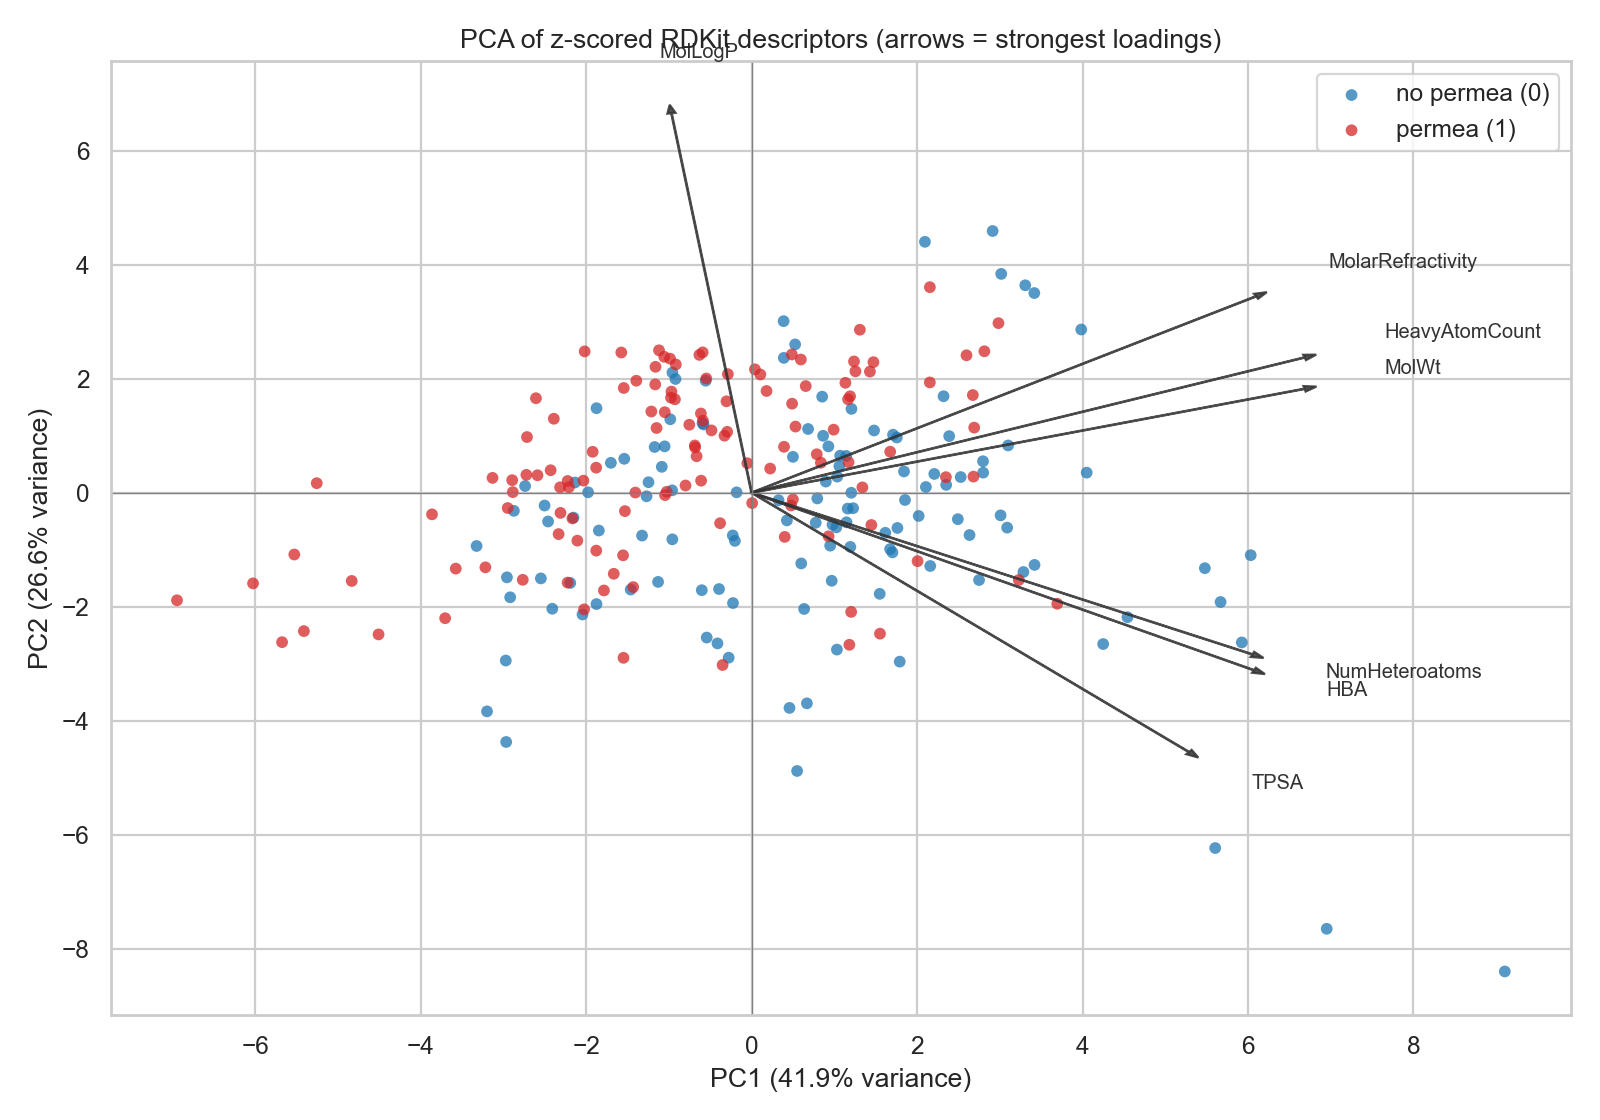 PCA of z-scored RDKit descriptors (arrows = strongest loadings)
MolLogP
no permea (0)
permea (1)
MolarRefractivity
HeavyAtomCount
MolWt
NumHeteroatoms
HBA
TPSA
6
4
2
0
−2
−4
−6
−8
PC2 (26.6% variance)
−6 −4 −2 0 2 4 6 8
PC1 (41.9% variance)